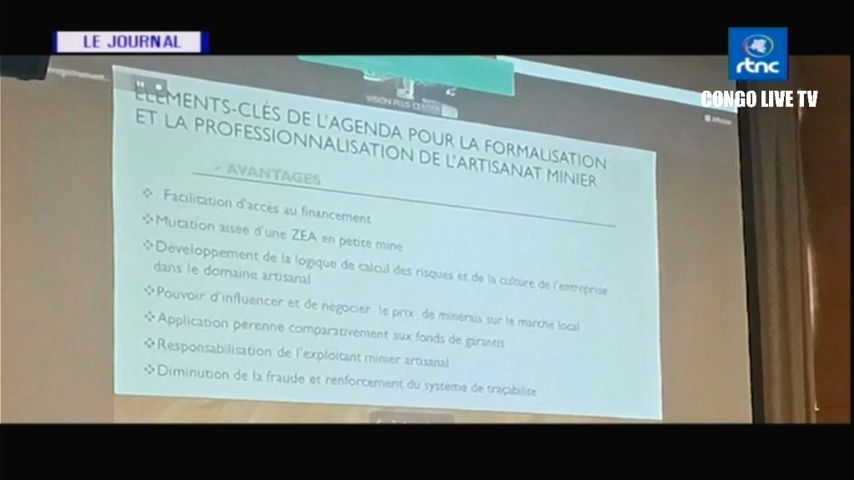 LE JOURNAL
rtnc
CONGO LIVE TV
VISION PLUS CENTER
ÉLÉMENTS-CLÉS DE L'AGENDA POUR LA FORMALISATION
ET LA PROFESSIONNALISATION DE L'ARTISANAT MINIER
- AVANTAGES
❖ Facilitation d'accès au financement
❖ Mutation aisée d'une ZEA en petite mine
❖ Développement de la logique de calcul des risques et de la culture de l'entreprise
dans le domaine artisanal
❖ Pouvoir d'influencer et de négocier le prix de minerais sur le marché local
❖ Application pérenne comparativement aux fonds de garantis
❖ Responsabilisation de l'exploitant minier artisanal
❖ Diminution de la fraude et renforcement du système de traçabilité